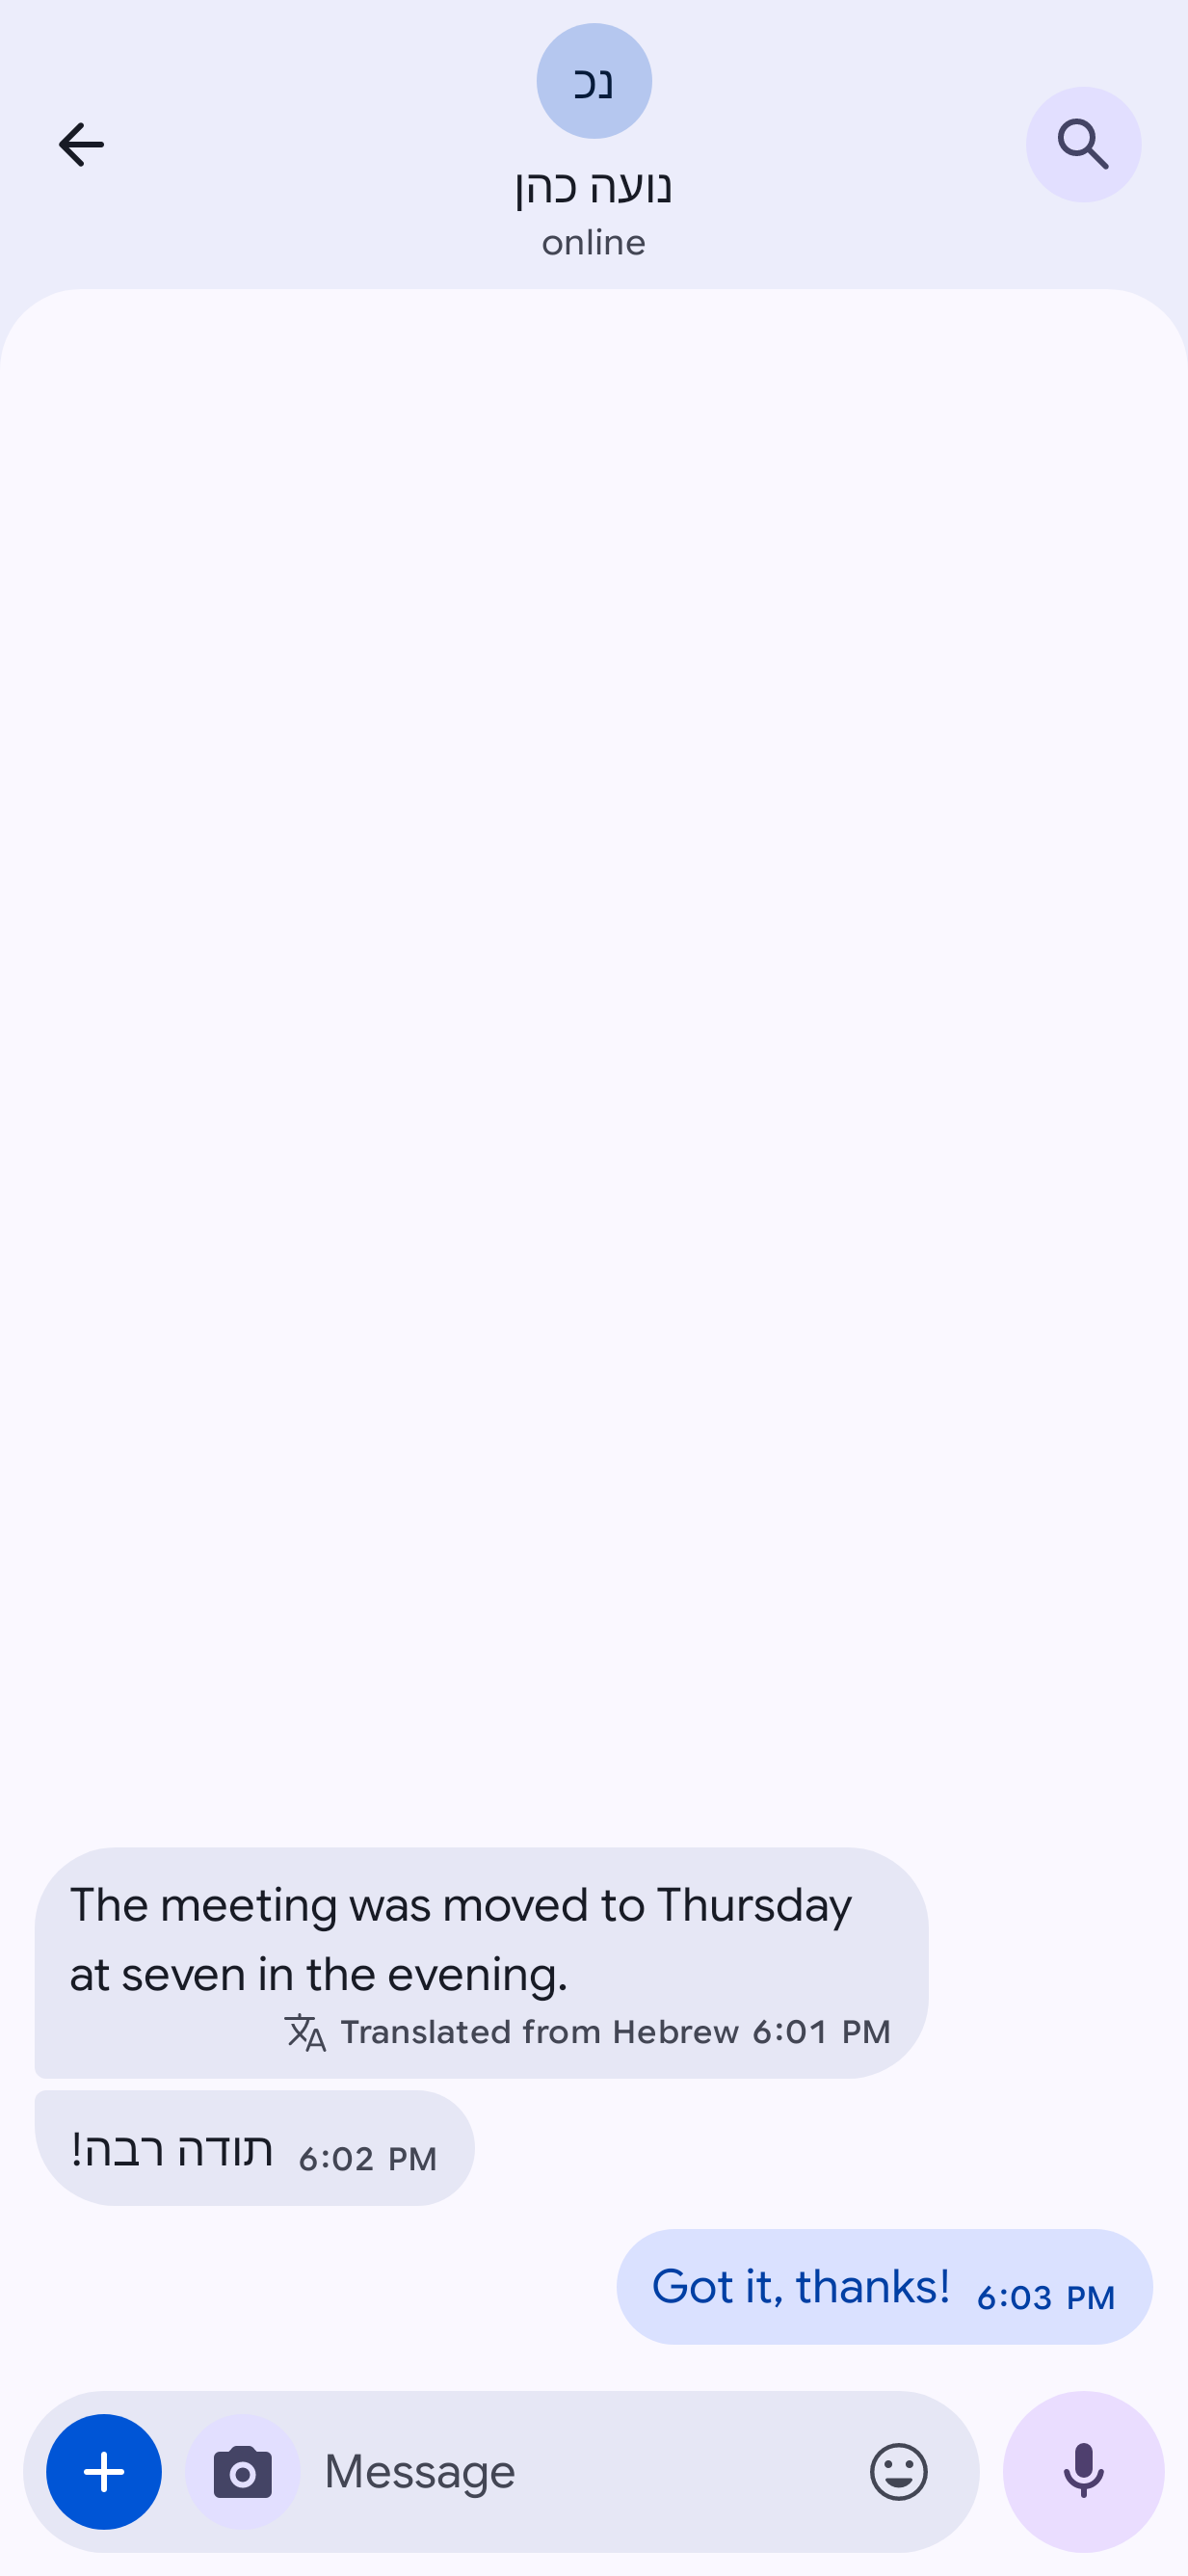 נכ
נועה כהן
online
The meeting was moved to Thursday
at seven in the evening.
Translated from Hebrew 6:01 PM
תודה רבה! 6:02 PM
Got it, thanks! 6:03 PM
Message